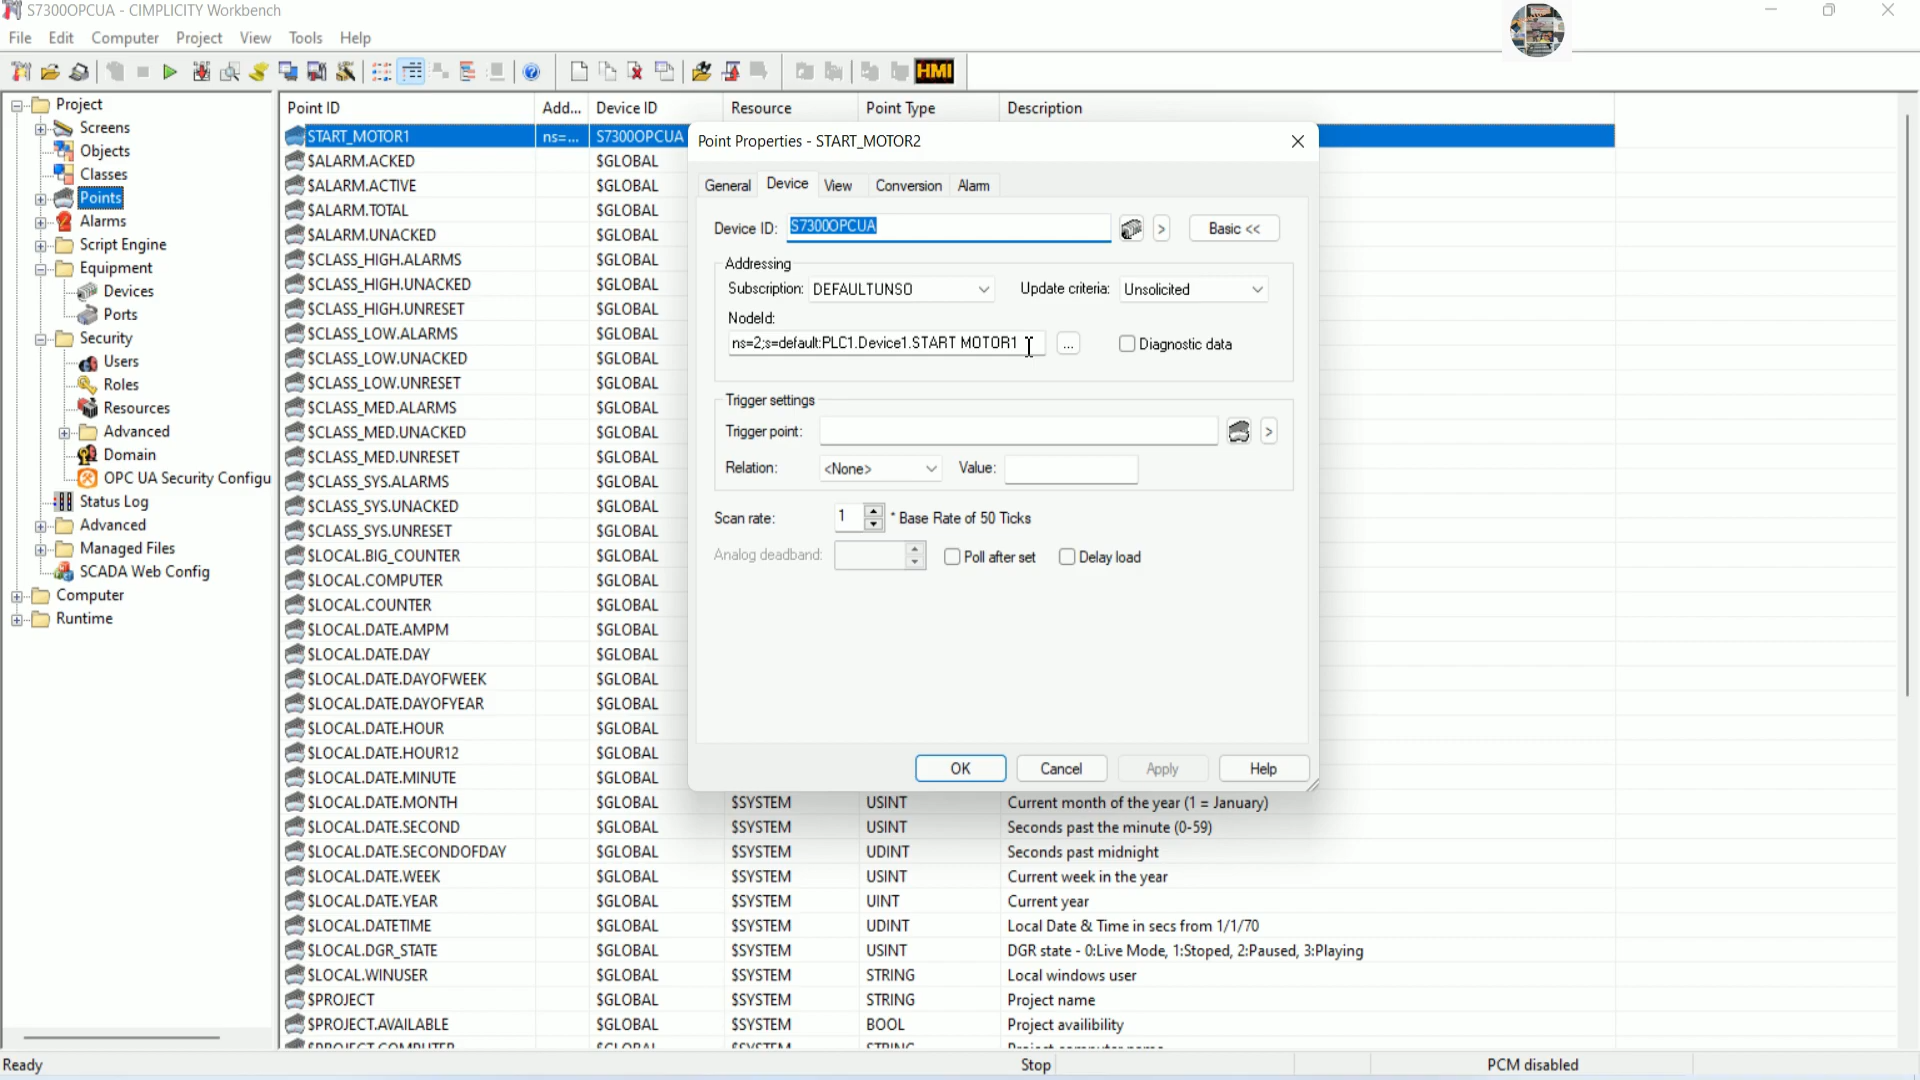 S7300OPCUA - CIMPLICITY Workbench
File Edit Computer Project View Tools Help
HMI
Project
Screens
Objects
Classes
Points
Alarms
Script Engine
Equipment
Devices
Ports
Security
Users
Roles
Resources
Advanced
Domain
OPC UA Security Configu
Status Log
Advanced
Managed Files
SCADA Web Config
Computer
Runtime
Point ID Add... Device ID Resource Point Type Description
START_MOTOR1 ns=... S7300OPCUA
$ALARM.ACKED $GLOBAL
$ALARM.ACTIVE $GLOBAL
$ALARM.TOTAL $GLOBAL
$ALARM.UNACKED $GLOBAL
$CLASS_HIGH.ALARMS $GLOBAL
$CLASS_HIGH.UNACKED $GLOBAL
$CLASS_HIGH.UNRESET $GLOBAL
$CLASS_LOW.ALARMS $GLOBAL
$CLASS_LOW.UNACKED $GLOBAL
$CLASS_LOW.UNRESET $GLOBAL
$CLASS_MED.ALARMS $GLOBAL
$CLASS_MED.UNACKED $GLOBAL
$CLASS_MED.UNRESET $GLOBAL
$CLASS_SYS.ALARMS $GLOBAL
$CLASS_SYS.UNACKED $GLOBAL
$CLASS_SYS.UNRESET $GLOBAL
$LOCAL.BIG_COUNTER $GLOBAL
$LOCAL.COMPUTER $GLOBAL
$LOCAL.COUNTER $GLOBAL
$LOCAL.DATE.AMPM $GLOBAL
$LOCAL.DATE.DAY $GLOBAL
$LOCAL.DATE.DAYOFWEEK $GLOBAL
$LOCAL.DATE.DAYOFYEAR $GLOBAL
$LOCAL.DATE.HOUR $GLOBAL
$LOCAL.DATE.HOUR12 $GLOBAL
$LOCAL.DATE.MINUTE $GLOBAL
$LOCAL.DATE.MONTH $GLOBAL $SYSTEM USINT Current month of the year (1 = January)
$LOCAL.DATE.SECOND $GLOBAL $SYSTEM USINT Seconds past the minute (0-59)
$LOCAL.DATE.SECONDOFDAY $GLOBAL $SYSTEM UDINT Seconds past midnight
$LOCAL.DATE.WEEK $GLOBAL $SYSTEM USINT Current week in the year
$LOCAL.DATE.YEAR $GLOBAL $SYSTEM UINT Current year
$LOCAL.DATETIME $GLOBAL $SYSTEM UDINT Local Date & Time in secs from 1/1/70
$LOCAL.DGR_STATE $GLOBAL $SYSTEM USINT DGR state - 0:Live Mode, 1:Stoped, 2:Paused, 3:Playing
$LOCAL.WINUSER $GLOBAL $SYSTEM STRING Local windows user
$PROJECT $GLOBAL $SYSTEM STRING Project name
$PROJECT.AVAILABLE $GLOBAL $SYSTEM BOOL Project availibility
Point Properties - START_MOTOR2
General Device View Conversion Alarm
Device ID: S7300OPCUA > Basic <<
Addressing
Subscription: DEFAULTUNSO Update criteria: Unsolicited
NodeId:
ns=2;s=default:PLC1.Device1.START MOTOR1 ... Diagnostic data
Trigger settings
Trigger point: >
Relation: <None> Value:
Scan rate: 1 * Base Rate of 50 Ticks
Analog deadband: Poll after set Delay load
OK Cancel Apply Help
Ready Stop PCM disabled